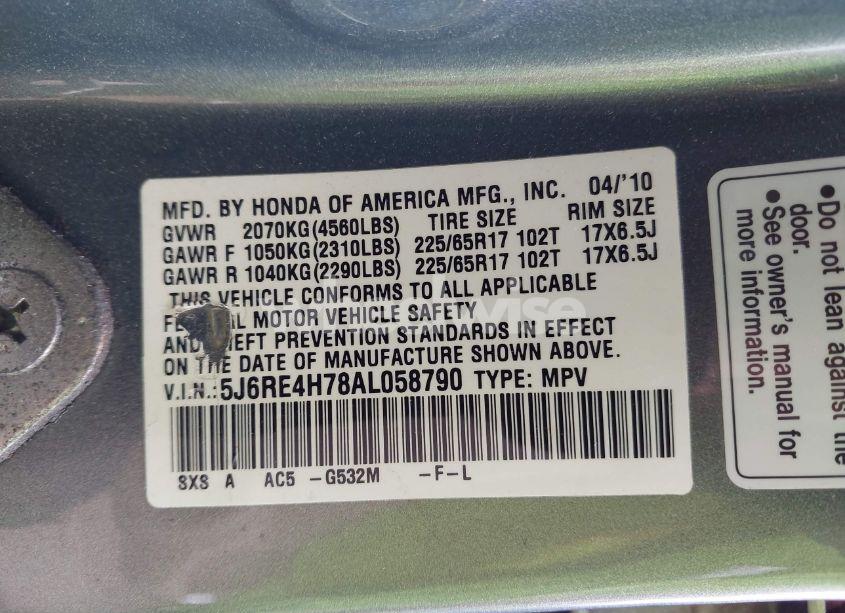 MFD. BY HONDA OF AMERICA MFG., INC. 04/'10
GVWR 2070KG(4560LBS) TIRE SIZE RIM SIZE
GAWR F 1050KG(2310LBS) 225/65R17 102T 17X6.5J
GAWR R 1040KG(2290LBS) 225/65R17 102T 17X6.5J
THIS VEHICLE CONFORMS TO ALL APPLICABLE
MOTOR VEHICLE SAFETY
AND THEFT PREVENTION STANDARDS IN EFFECT
ON THE DATE OF MANUFACTURE SHOWN ABOVE.
V.I.N.: 5J6RE4H78AL058790 TYPE: MPV
SXS A AC5 -G532M -F-L
•Do not lean against the
door.
•See owner's manual for
more information.